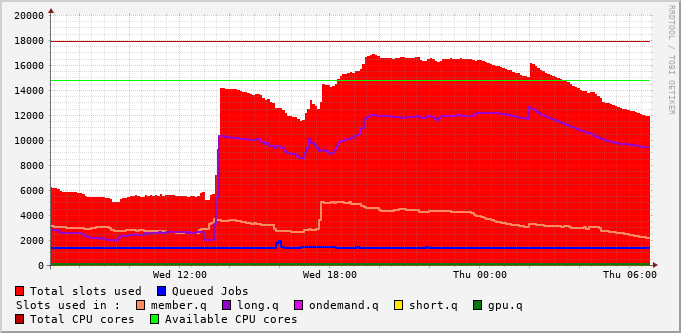 20000
18000
16000
14000
12000
10000
8000
6000
4000
2000
0
Wed 12:00 Wed 18:00 Thu 00:00 Thu 06:00
RRDTOOL / TOBI OETIKER
Total slots used Queued Jobs
Slots used in : member.q long.q ondemand.q short.q gpu.q
Total CPU cores Available CPU cores